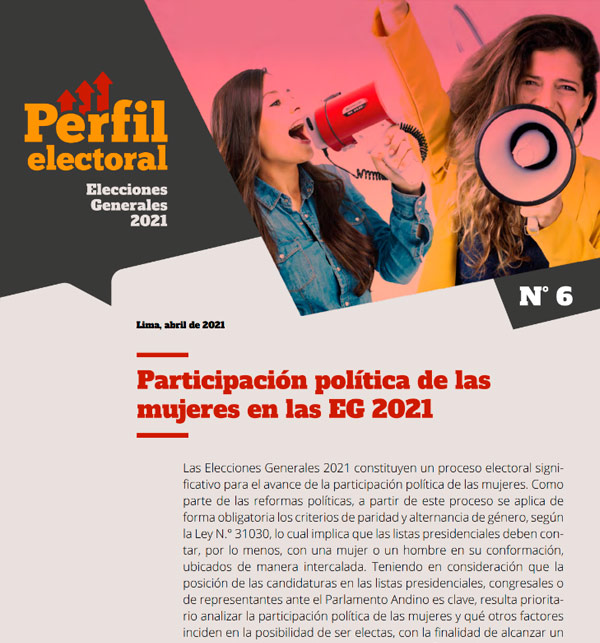 Perfil
electoral
Elecciones
Generales
2021
N° 6
Lima, abril de 2021
Participación política de las
mujeres en las EG 2021
Las Elecciones Generales 2021 constituyen un proceso electoral signi-
ficativo para el avance de la participación política de las mujeres. Como
parte de las reformas políticas, a partir de este proceso se aplica de
forma obligatoria los criterios de paridad y alternancia de género, según
la Ley N.° 31030, lo cual implica que las listas presidenciales deben con-
tar, por lo menos, con una mujer o un hombre en su conformación,
ubicados de manera intercalada. Teniendo en consideración que la
posición de las candidaturas en las listas presidenciales, congresales o
de representantes ante el Parlamento Andino es clave, resulta priorita-
rio analizar la participación política de las mujeres y qué otros factores
inciden en la posibilidad de ser electas, con la finalidad de alcanzar un